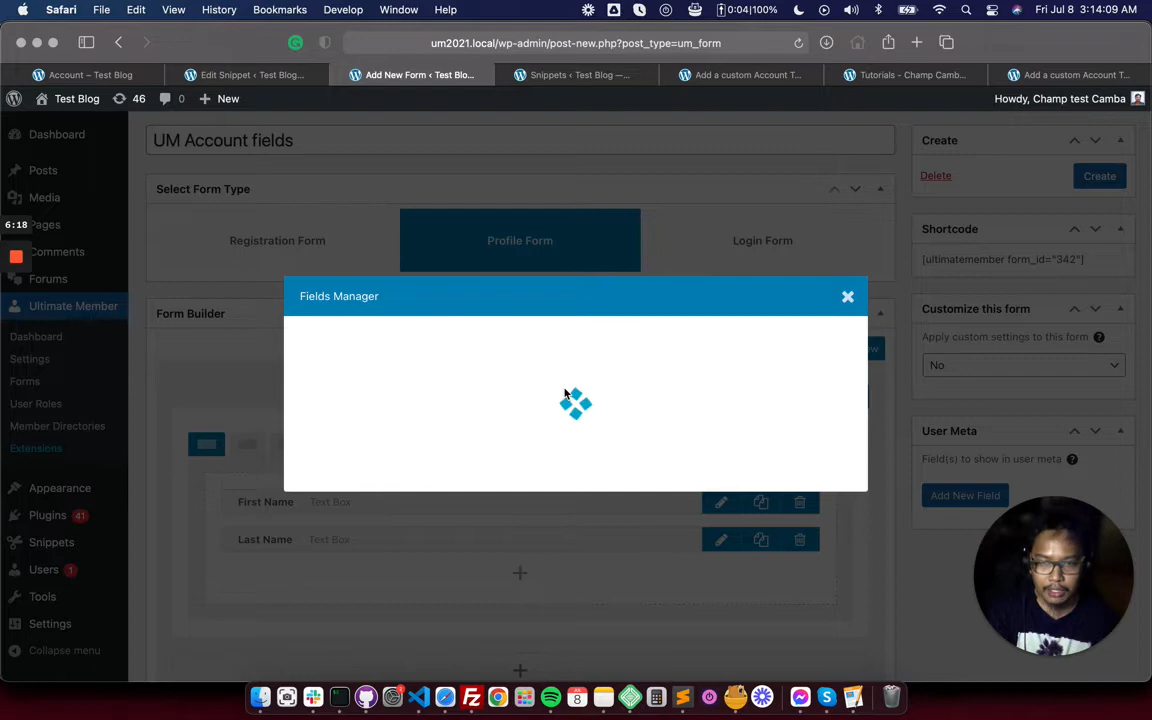 Safari File Edit View History Bookmarks Develop Window Help 0:04|100% Fri Jul 8 3:14:09 AM
um2021.local/wp-admin/post-new.php?post_type=um_form
Account – Test Blog
Edit Snippet ‹ Test Blog...
Add New Form ‹ Test Blo...
Snippets ‹ Test Blog —...
Add a custom Account T...
Tutorials - Champ Camb...
Add a custom Account T...
Test Blog 46 0 New Howdy, Champ test Camba
Dashboard
Posts
Media
6:18
Pages
Comments
Forums
Ultimate Member
Dashboard
Settings
Forms
User Roles
Member Directories
Extensions
Appearance
Plugins 41
Snippets
Users 1
Tools
Settings
Collapse menu
UM Account fields
Select Form Type
Registration Form
Profile Form
Login Form
Form Builder
Fields Manager
First Name Text Box
Last Name Text Box
Create
Delete
Create
Shortcode
[ultimatemember form_id="342"]
Customize this form
Apply custom settings to this form
No
User Meta
Field(s) to show in user meta
Add New Field